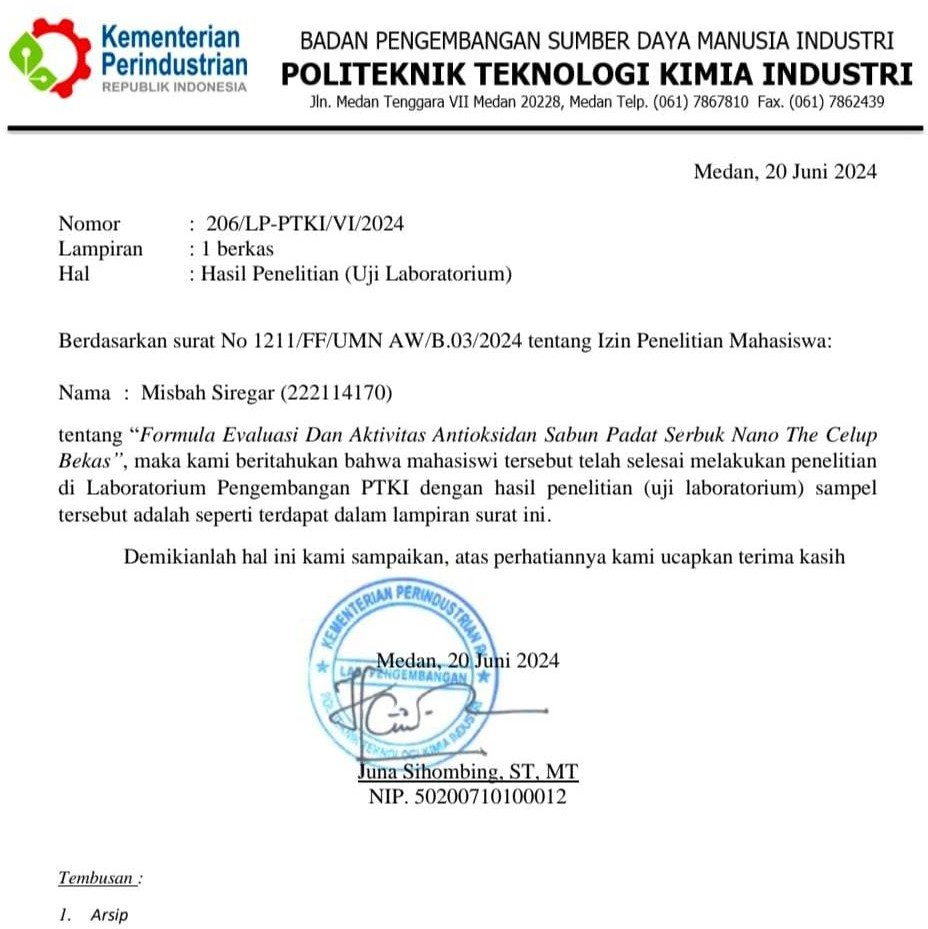 Kementerian
Perindustrian
REPUBLIK INDONESIA
BADAN PENGEMBANGAN SUMBER DAYA MANUSIA INDUSTRI
POLITEKNIK TEKNOLOGI KIMIA INDUSTRI
Jln. Medan Tenggara VII Medan 20228, Medan Telp. (061) 7867810 Fax. (061) 7862439
Medan, 20 Juni 2024
Nomor : 206/LP-PTKI/VI/2024
Lampiran : 1 berkas
Hal : Hasil Penelitian (Uji Laboratorium)
Berdasarkan surat No 1211/FF/UMN AW/B.03/2024 tentang Izin Penelitian Mahasiswa:
Nama : Misbah Siregar (222114170)
tentang “Formula Evaluasi Dan Aktivitas Antioksidan Sabun Padat Serbuk Nano The Celup
Bekas”, maka kami beritahukan bahwa mahasiswi tersebut telah selesai melakukan penelitian
di Laboratorium Pengembangan PTKI dengan hasil penelitian (uji laboratorium) sampel
tersebut adalah seperti terdapat dalam lampiran surat ini.
Demikianlah hal ini kami sampaikan, atas perhatiannya kami ucapkan terima kasih
KEMENTERIAN PERINDUSTRIAN
Medan, 20 Juni 2024
PENGEMBANGAN
TEKNOLOGI KIMIA INDUSTRI
Juna Sihombing, ST, MT
NIP. 50200710100012
Tembusan :
1. Arsip